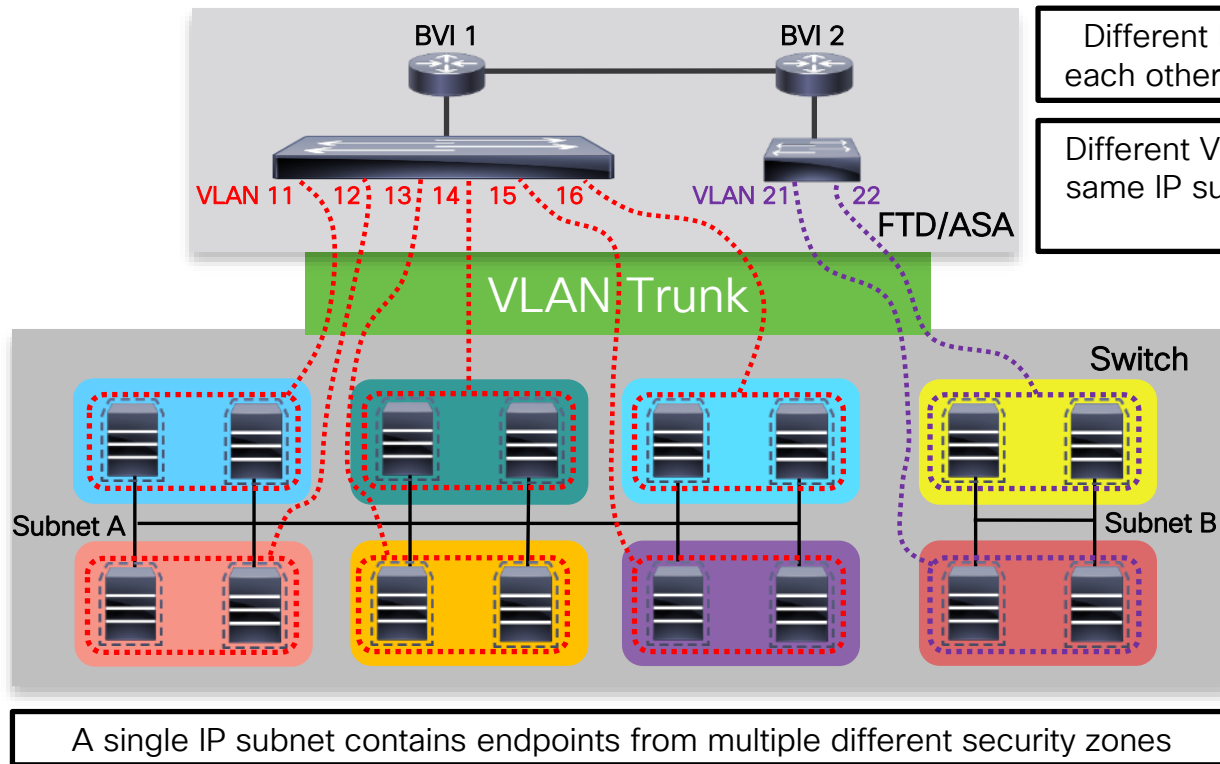 BVI 1
BVI 2
Different
each other
Different V
same IP su
VLAN 11
12
13
14
15
16
VLAN 21
22
FTD/ASA
VLAN Trunk
Switch
Subnet A
Subnet B
A single IP subnet contains endpoints from multiple different security zones